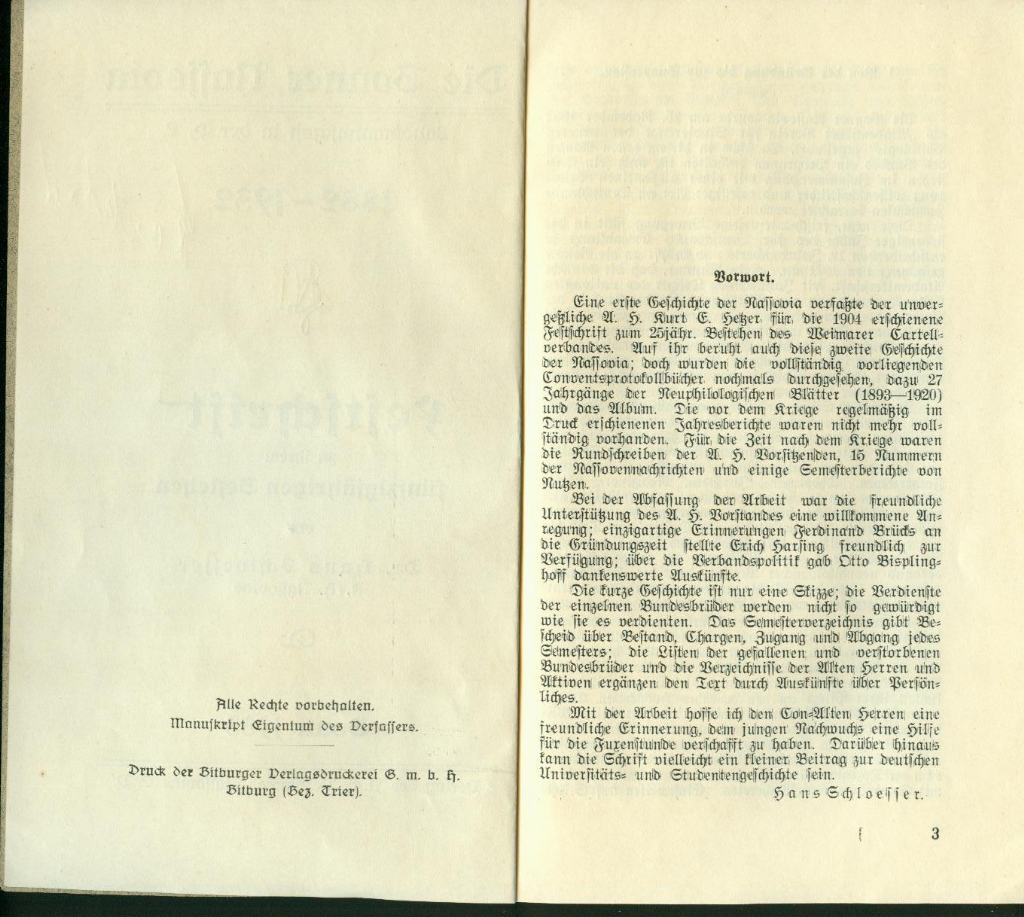 Alle Rechte vorbehalten.
Manuskript Eigentum des Verfassers.
Druck der Bitburger Verlagsdruckerei G. m. b. H.
Bitburg (Bez. Trier).
Vorwort.
Eine erste Geschichte der Nassovia verfaßte der unver-
geßliche A. H. Kurt E. Hetzer für die 1904 erschienene
Festschrift zum 25jähr. Bestehen des Weimarer Cartell-
verbandes. Auf ihr beruht auch diese zweite Geschichte
der Nassovia; doch wurden die vollständig vorliegenden
Conventsprotokollbücher nochmals durchgesehen, dazu 27
Jahrgänge der Neuphilologischen Blätter (1893—1920)
und das Album. Die vor dem Kriege regelmäßig im
Druck erschienenen Jahresberichte waren nicht mehr voll-
ständig vorhanden. Für die Zeit nach dem Kriege waren
die Rundschreiben der A. H. Vorsitzenden, 15 Nummern
der Nassovennachrichten und einige Semesterberichte von
Nutzen.
Bei der Abfassung der Arbeit war die freundliche
Unterstützung des A. H. Vorstandes eine willkommene An-
regung; einzigartige Erinnerungen Ferdinand Brücks an
die Gründungszeit stellte Erich Harsing freundlich zur
Verfügung; über die Verbandspolitik gab Otto Bispling-
hoff dankenswerte Auskünfte.
Die kurze Geschichte ist nur eine Skizze; die Verdienste
der einzelnen Bundesbrüder werden nicht so gewürdigt
wie sie es verdienten. Das Semesterverzeichnis gibt Be-
scheid über Bestand, Chargen, Zugang und Abgang jedes
Semesters; die Listen der gefallenen und verstorbenen
Bundesbrüder und die Verzeichnisse der Alten Herren und
Aktiven ergänzen den Text durch Auskünfte über Persön-
liches.
Mit der Arbeit hoffe ich den Con-Alten Herren eine
freundliche Erinnerung, dem jungen Nachwuchs eine Hilfe
für die Fuxenstunde verschafft zu haben. Darüber hinaus
kann die Schrift vielleicht ein kleiner Beitrag zur deutschen
Universitäts- und Studentengeschichte sein.
Hans Schloesser.
3